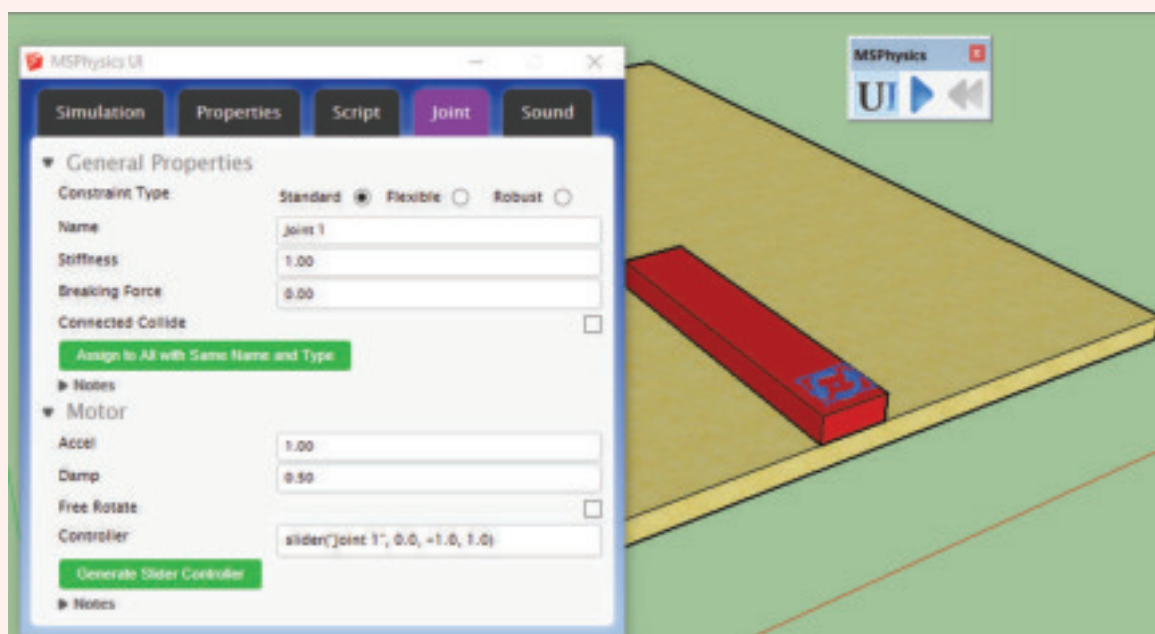 MSPhysics UI
MSPhysics
UI
Simulation Properties Script Joint Sound
General Properties
Constraint Type Standard Flexible Robust
Name Joint 1
Stiffness 1.00
Breaking Force 0.00
Connected Collide
Assign to All with Same Name and Type
Notes
Motor
Accel 1.00
Damp 0.50
Free Rotate
Controller slider("Joint 1", 0.0, -1.0, 1.0)
Generate Slider Controller
Notes